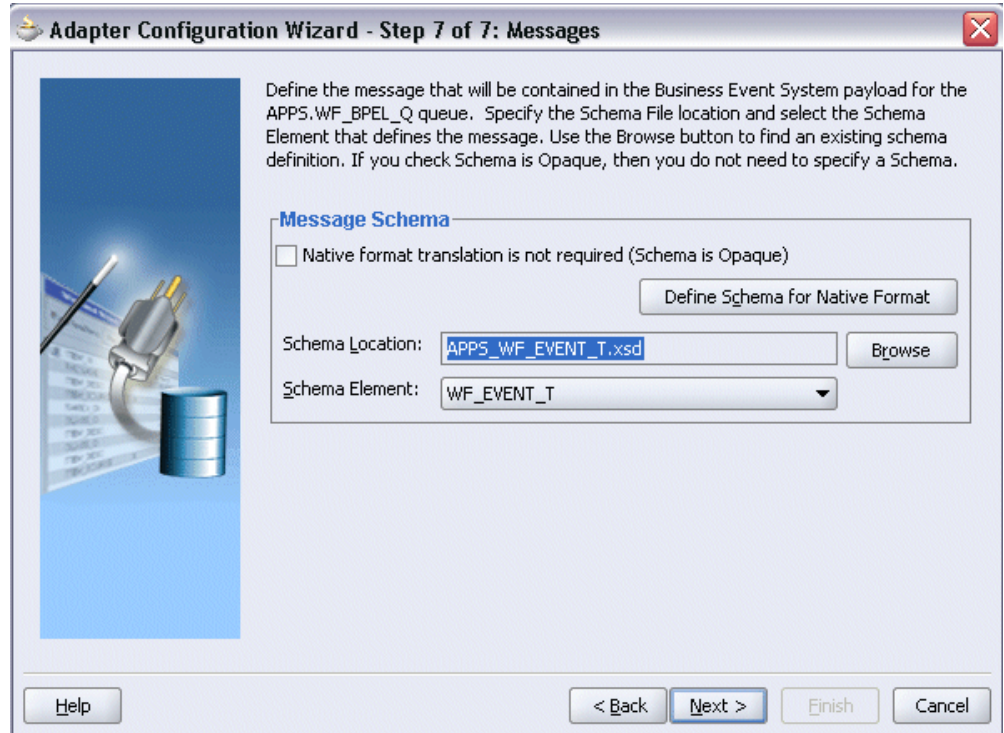 Adapter Configuration Wizard - Step 7 of 7: Messages
Define the message that will be contained in the Business Event System payload for the
APPS.WF_BPEL_Q queue. Specify the Schema File location and select the Schema
Element that defines the message. Use the Browse button to find an existing schema
definition. If you check Schema is Opaque, then you do not need to specify a Schema.
Message Schema
Native format translation is not required (Schema is Opaque)
Define Schema for Native Format
Schema Location: APPS_WF_EVENT_T.xsd Browse
Schema Element: WF_EVENT_T
Help < Back Next > Finish Cancel